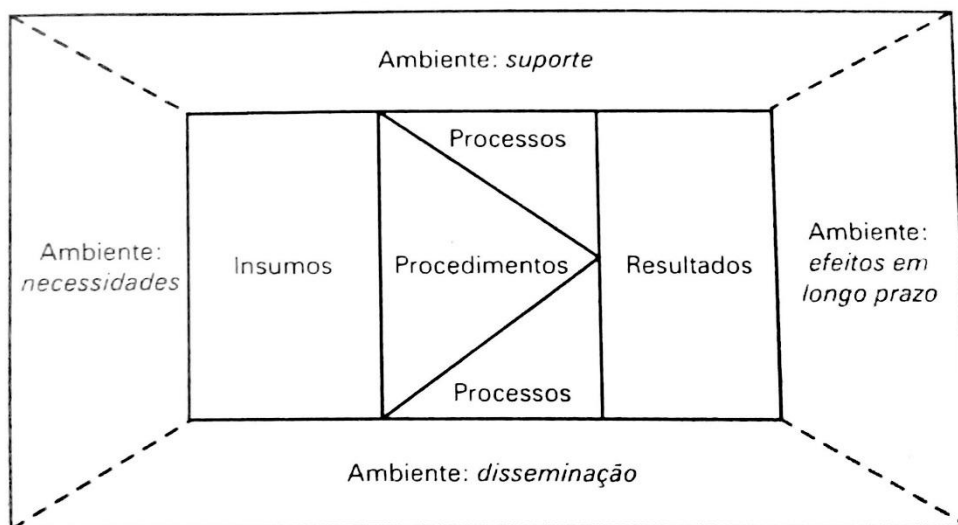 Ambiente: suporte
Processos
Ambiente:
necessidades
Insumos
Procedimentos
Resultados
Ambiente:
efeitos em
longo prazo
Processos
Ambiente: disseminação